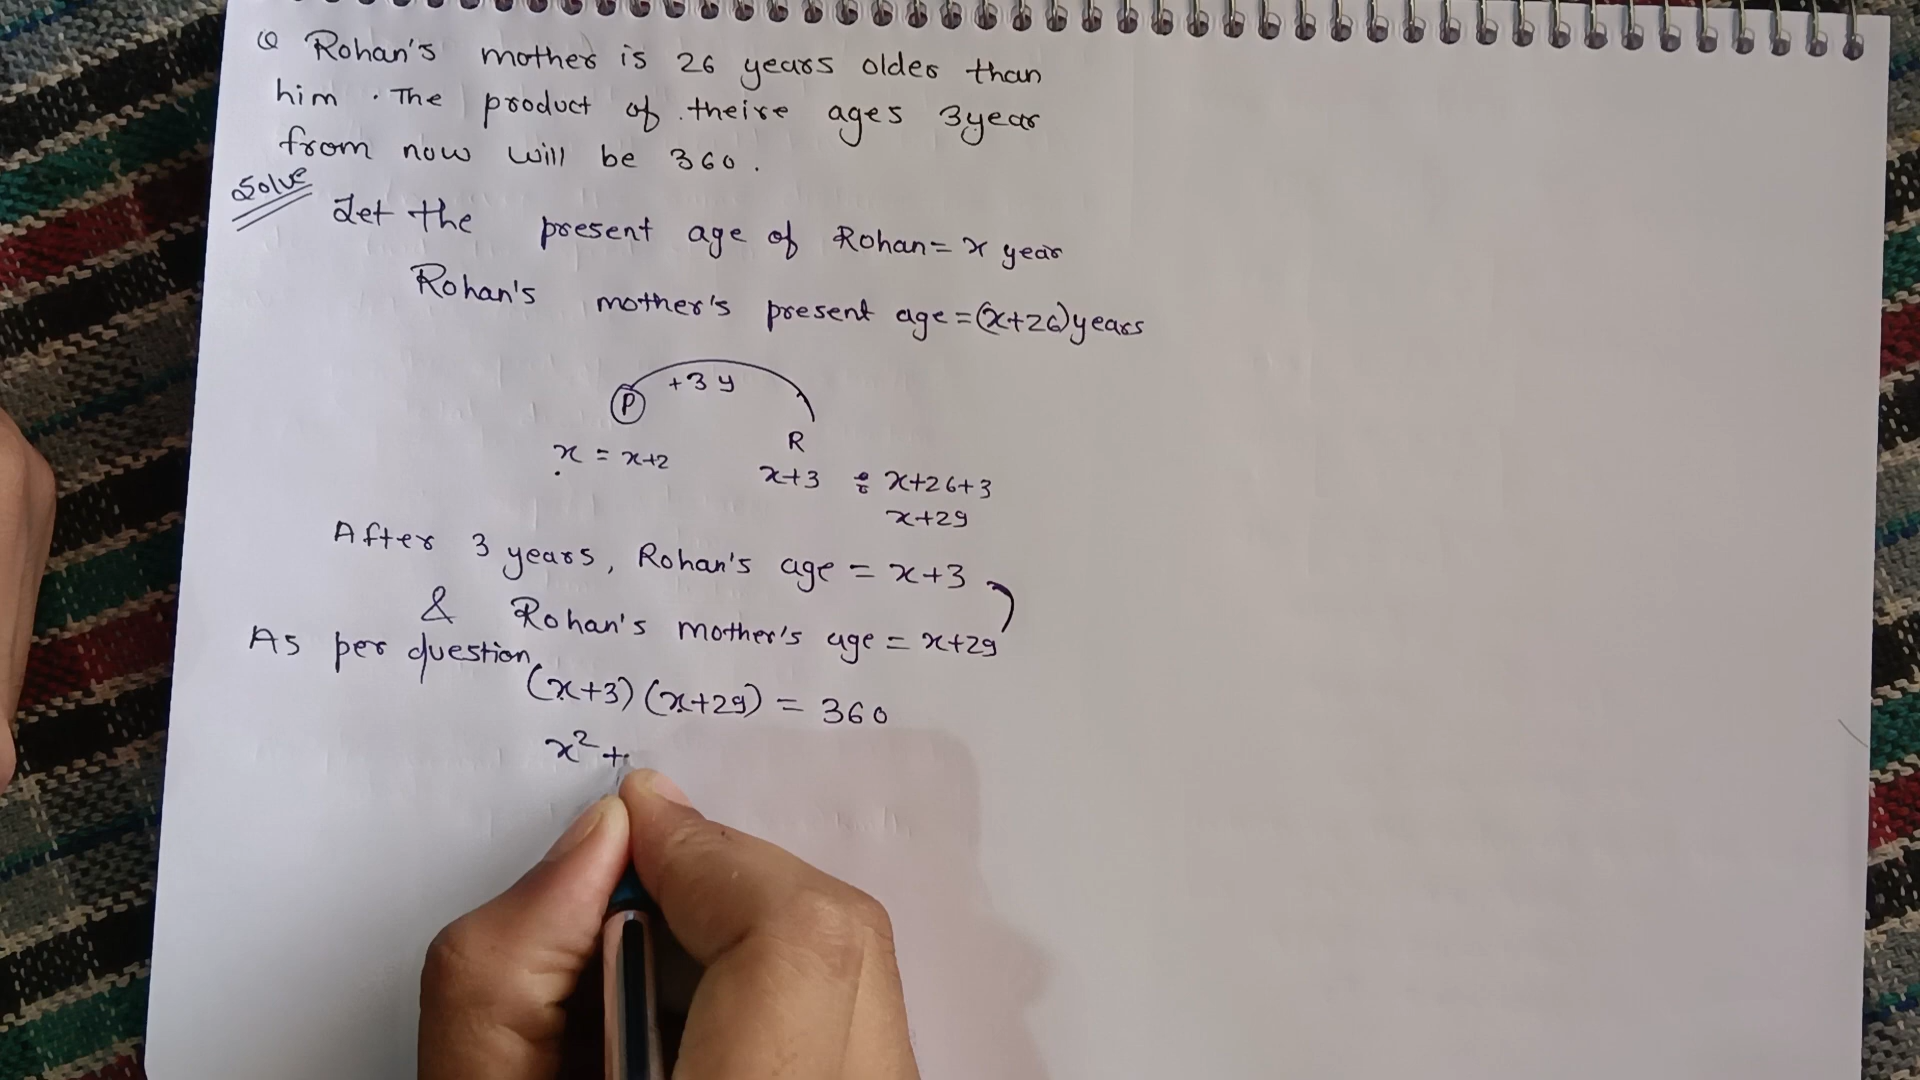 Q Rohan's mother is 26 years older than
him. The product of theire ages 3year
from now will be 360.
Solve
Let the present age of Rohan = x year
Rohan's mother's present age = (x+26) years
+3 y
P
R
x = x+2
x+3 : x+26+3
x+29
After 3 years, Rohan's age = x+3
& Rohan's mother's age = x+29
As per question,
(x+3) (x+29) = 360
x² +